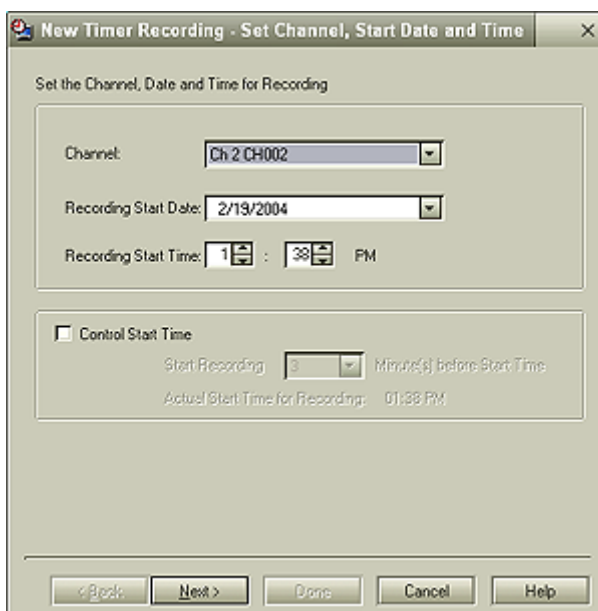 New Timer Recording - Set Channel, Start Date and Time
Set the Channel, Date and Time for Recording
Channel: Ch 2 CH002
Recording Start Date: 2/19/2004
Recording Start Time: 1 : 38 PM
Control Start Time
Start Recording 3 Minute(s) before Start Time
Actual Start Time for Recording: 01:38 PM
< Back Next > Done Cancel Help